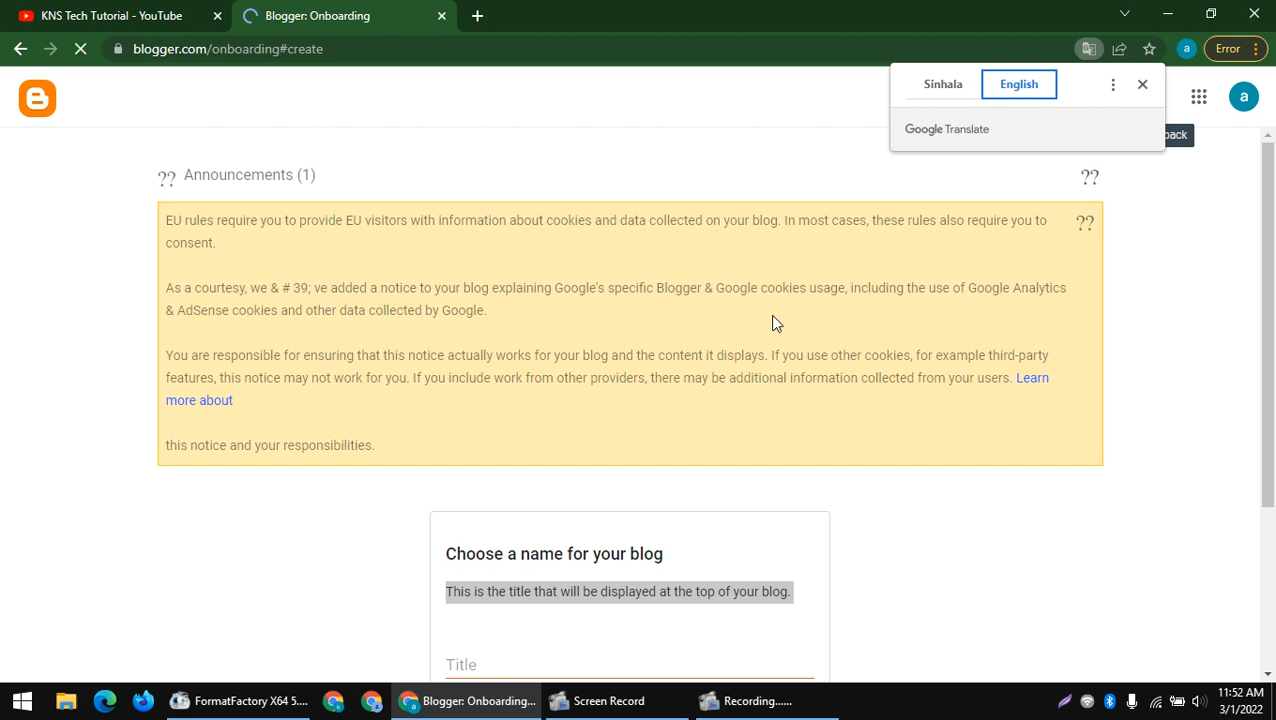 KNS Tech Tutorial - YouTube
Blogger: Onboarding
blogger.com/onboarding#create
a
Error
Sinhala
English
a
Google Translate
back
?? Announcements (1) ??
EU rules require you to provide EU visitors with information about cookies and data collected on your blog. In most cases, these rules also require you to ??
consent.
As a courtesy, we & # 39; ve added a notice to your blog explaining Google's specific Blogger & Google cookies usage, including the use of Google Analytics
& AdSense cookies and other data collected by Google.
You are responsible for ensuring that this notice actually works for your blog and the content it displays. If you use other cookies, for example third-party
features, this notice may not work for you. If you include work from other providers, there may be additional information collected from your users. Learn
more about
this notice and your responsibilities.
Choose a name for your blog
This is the title that will be displayed at the top of your blog.
Title
FormatFactory X64 5....
Blogger: Onboarding...
Screen Record
Recording......
11:52 AM
3/1/2022